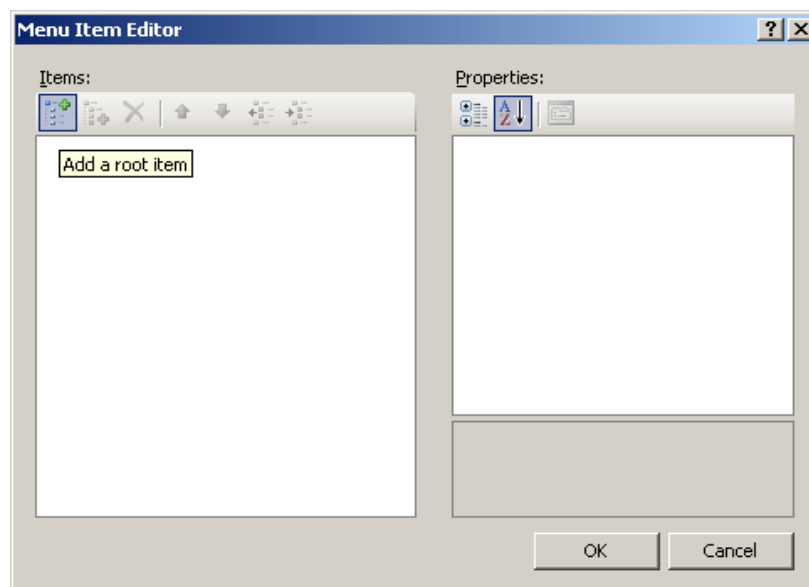 Menu Item Editor
Items:
Properties:
A
Z
Add a root item
OK
Cancel